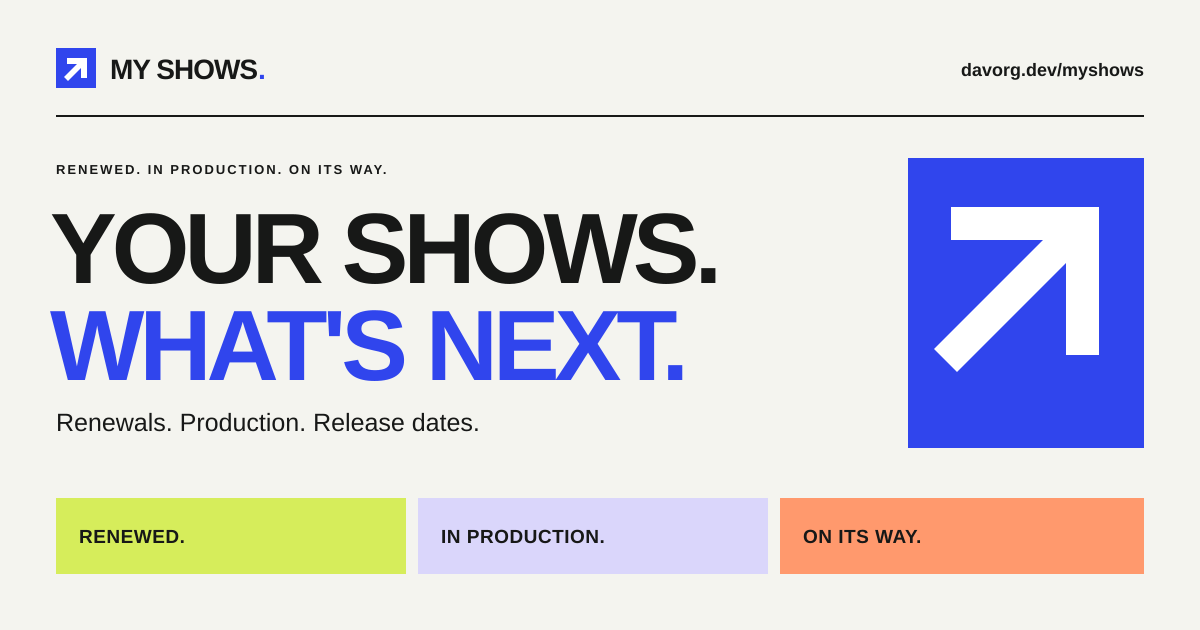 MY SHOWS.
davorg.dev/myshows
RENEWED. IN PRODUCTION. ON ITS WAY.
YOUR SHOWS.
WHAT'S NEXT.
Renewals. Production. Release dates.
RENEWED.
IN PRODUCTION.
ON ITS WAY.